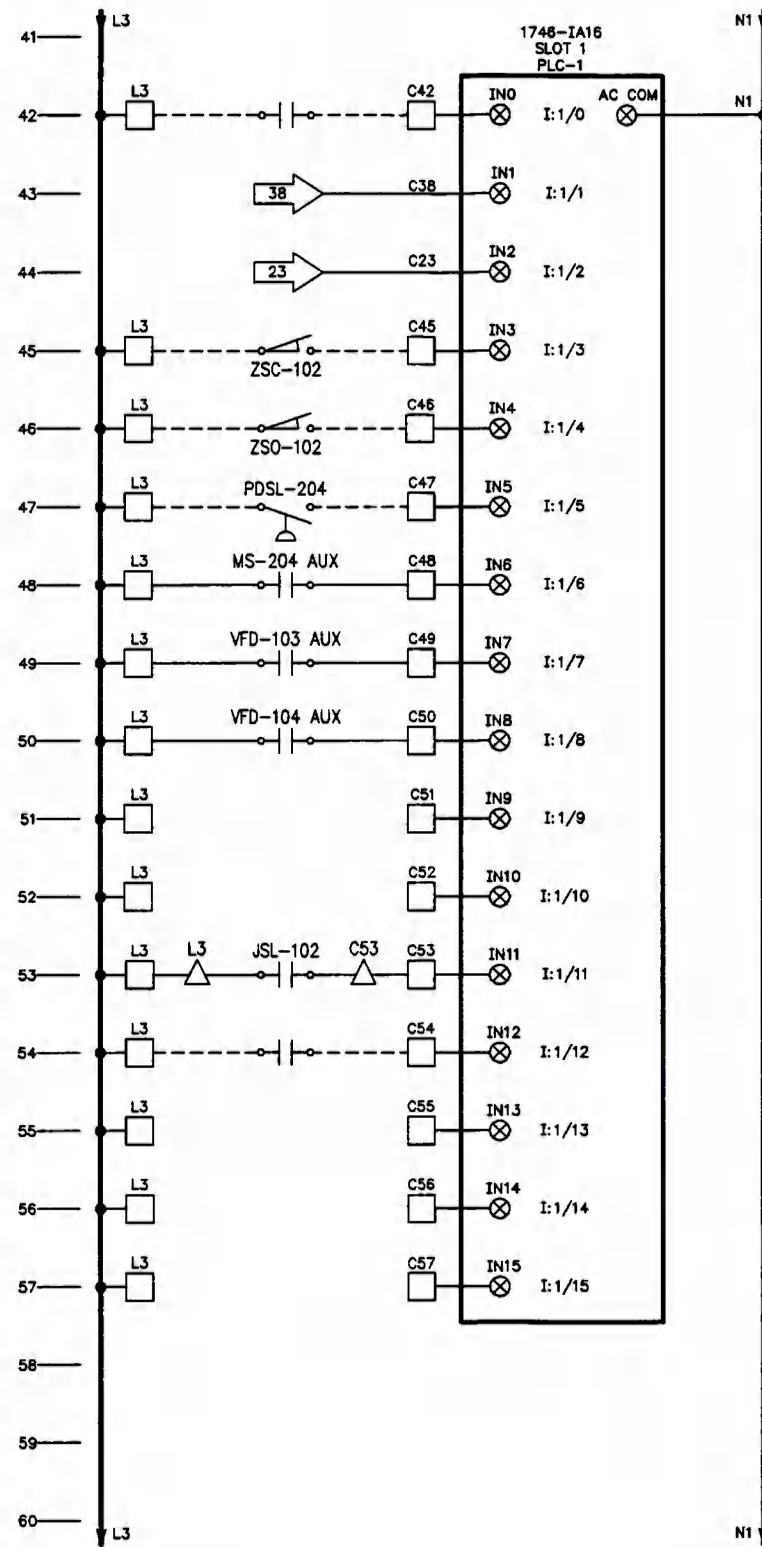 L3 N1
41
1746-IA16
SLOT 1
PLC-1
42 L3 C42 IN0 I:1/0 AC COM N1
43 38 C38 IN1 I:1/1
44 23 C23 IN2 I:1/2
45 L3 ZSC-102 C45 IN3 I:1/3
46 L3 ZSO-102 C46 IN4 I:1/4
47 L3 PDSL-204 C47 IN5 I:1/5
48 L3 MS-204 AUX C48 IN6 I:1/6
49 L3 VFD-103 AUX C49 IN7 I:1/7
50 L3 VFD-104 AUX C50 IN8 I:1/8
51 L3 C51 IN9 I:1/9
52 L3 C52 IN10 I:1/10
53 L3 L3 JSL-102 C53 C53 IN11 I:1/11
54 L3 C54 IN12 I:1/12
55 L3 C55 IN13 I:1/13
56 L3 C56 IN14 I:1/14
57 L3 C57 IN15 I:1/15
58
59
60
L3 N1